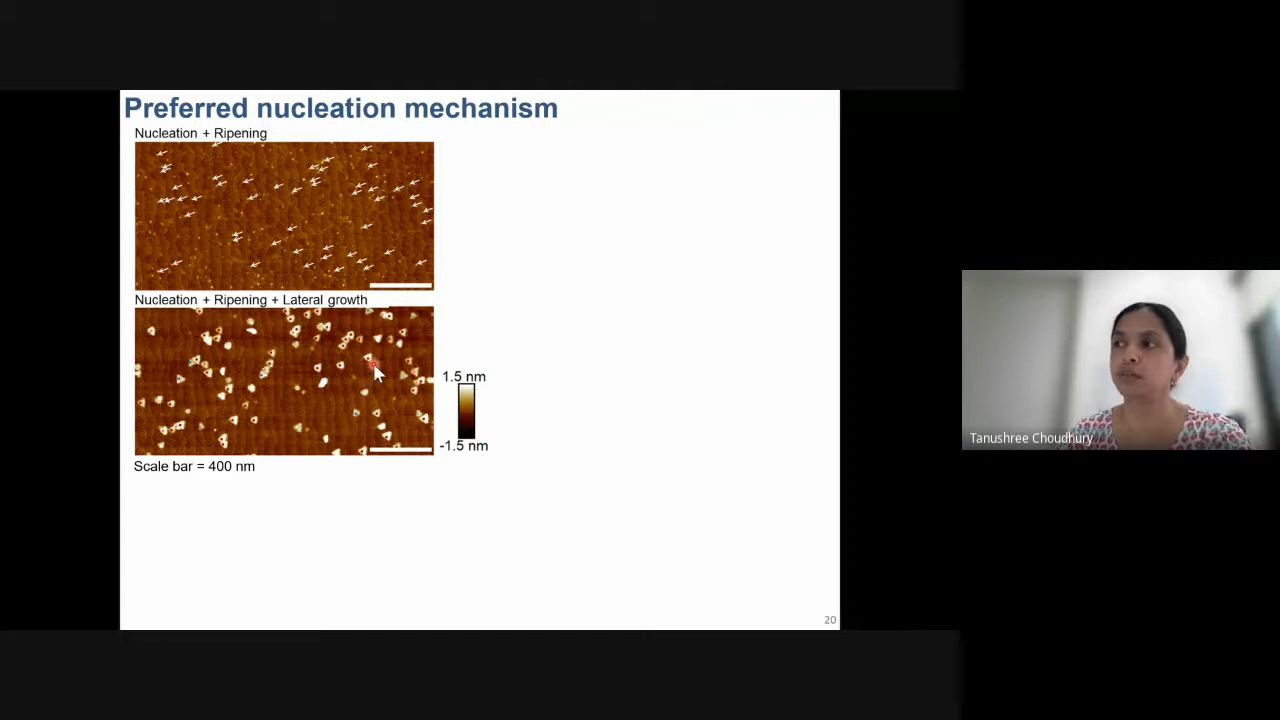 Preferred nucleation mechanism
Nucleation + Ripening
Nucleation + Ripening + Lateral growth
1.5 nm
-1.5 nm
Scale bar = 400 nm
20
Tanushree Choudhury